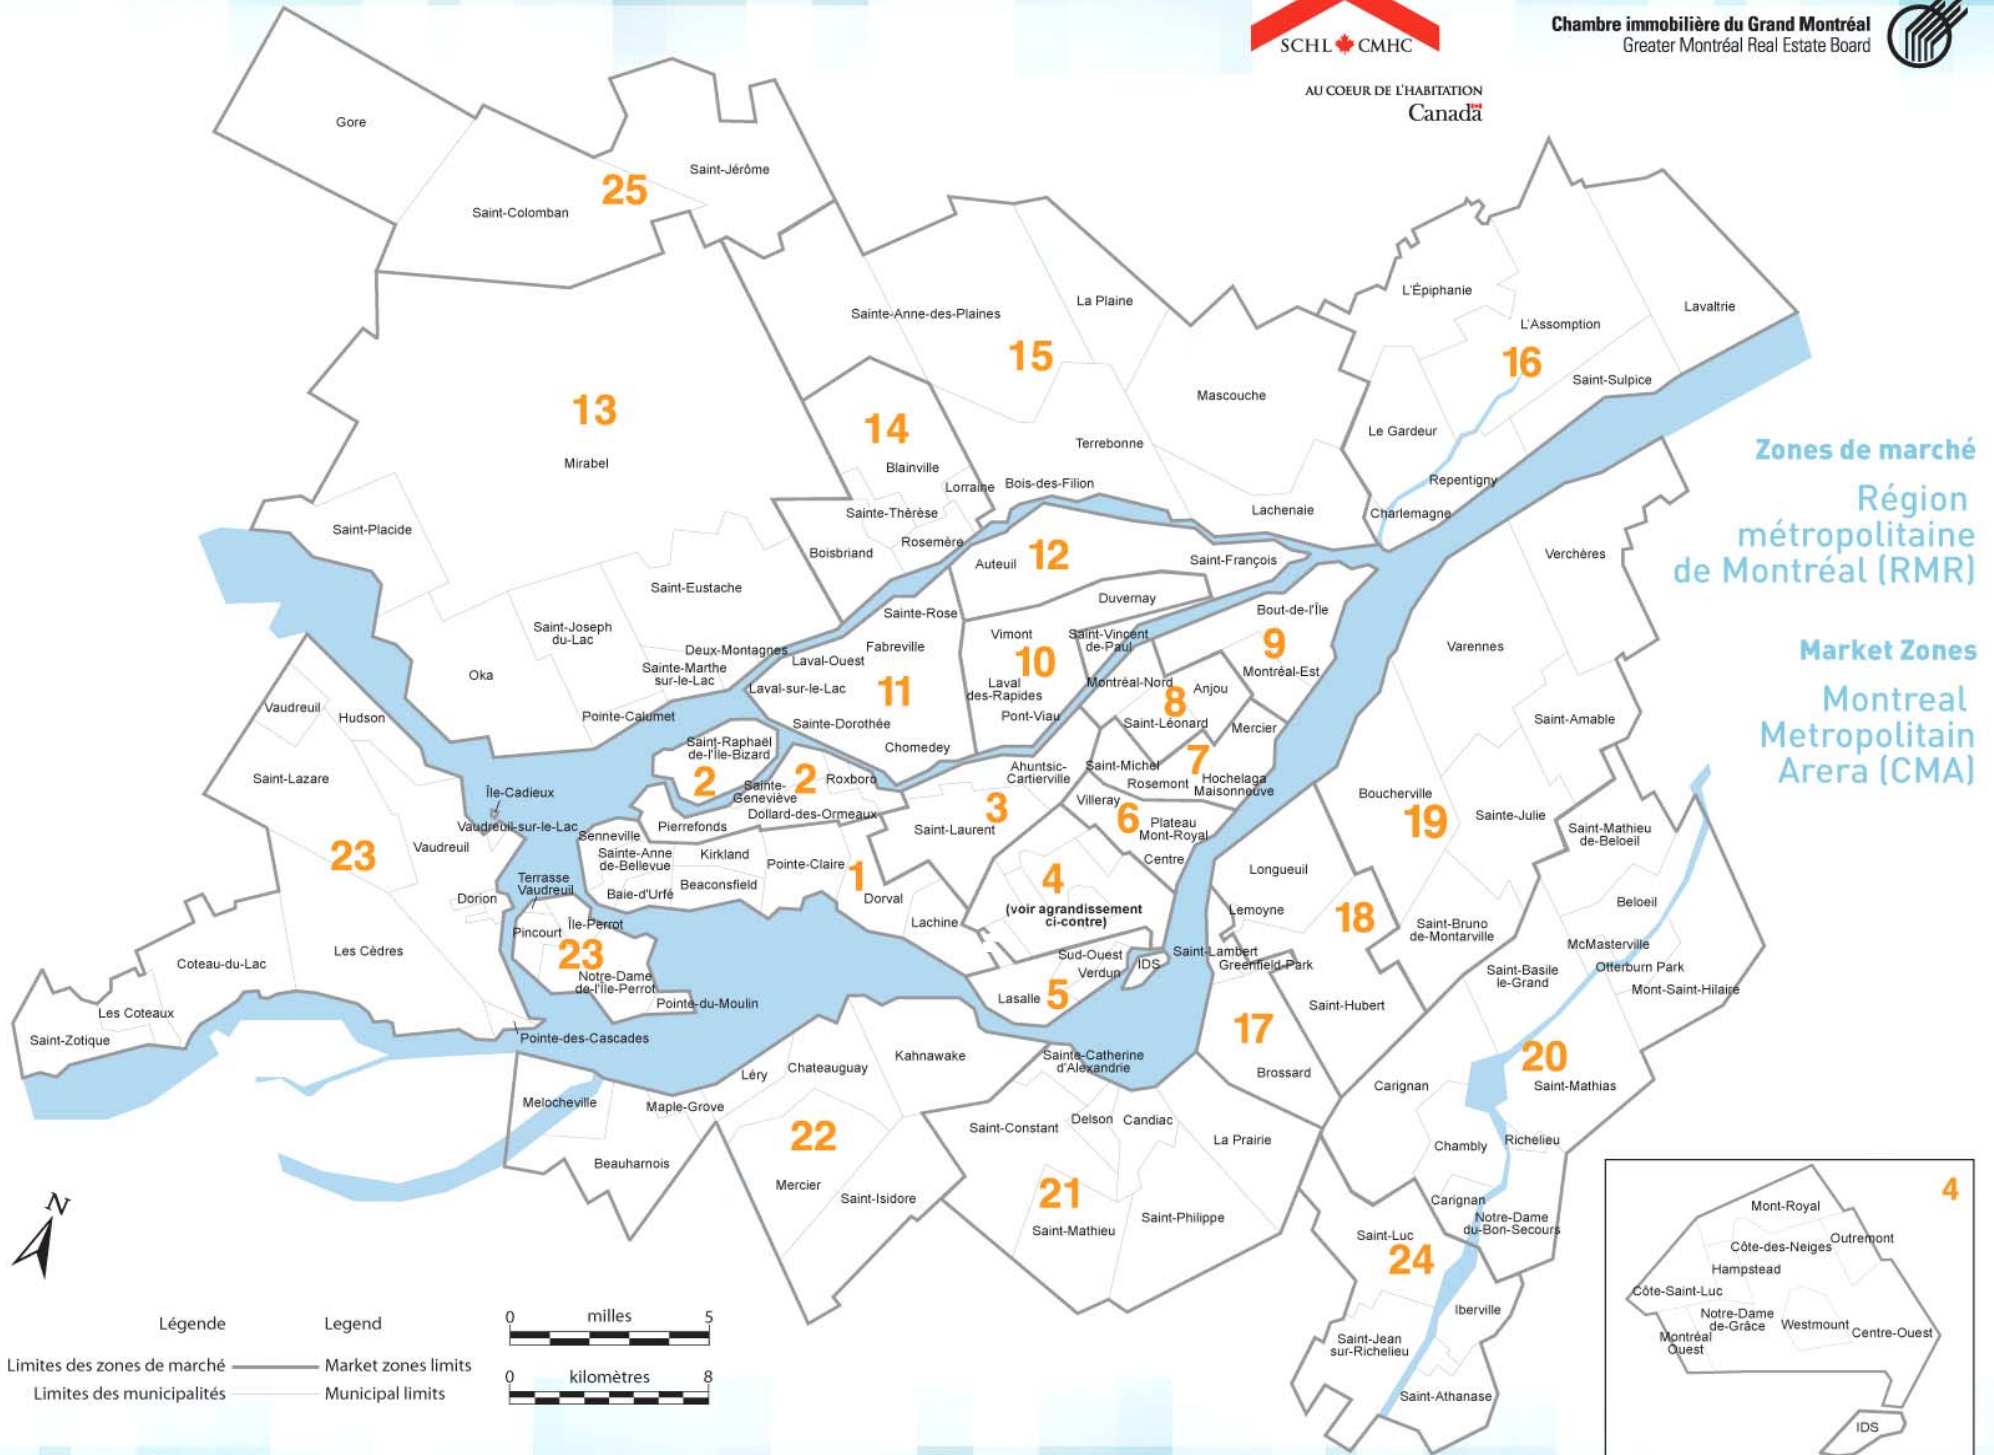 SCHL CMHC
AU COEUR DE L'HABITATION
Canada
Chambre immobilière du Grand Montréal
Greater Montréal Real Estate Board
Gore
Saint-Colomban
25
Saint-Jérôme
13
Mirabel
Saint-Placide
Oka
Saint-Joseph
du-Lac
Saint-Eustache
Deux-Montagnes
Sainte-Marthe
sur-le-Lac
Pointe-Calumet
Sainte-Anne-des-Plaines
La Plaine
15
Mascouche
Terrebonne
Bois-des-Filion
Lachenaie
14
Blainville
Lorraine
Sainte-Thérèse
Rosemère
Boisbriand
L'Épiphanie
L'Assomption
Lavaltrie
16
Saint-Sulpice
Le Gardeur
Repentigny
Charlemagne
Zones de marché
Région
métropolitaine
de Montréal (RMR)
Market Zones
Montreal
Metropolitain
Arera (CMA)
Auteuil
12
Saint-François
Duvernay
Vimont
Saint-Vincent
de-Paul
10
Laval
des-Rapides
Pont-Viau
Sainte-Rose
Fabreville
Laval-Ouest
Laval-sur-le-Lac
11
Sainte-Dorothée
Chomedey
Bout-de-l'Île
9
Montréal-Est
Montréal-Nord
Anjou
8
Saint-Léonard
Mercier
Saint-Michel
7
Rosemont
Hochelaga
Maisonneuve
Ahuntsic-
Cartierville
3
Saint-Laurent
Villeray
6
Plateau
Mont-Royal
Centre
4
(voir agrandissement
ci-contre)
Saint-Raphaël
de-l'Île-Bizard
2
Sainte-
Geneviève
2
Roxboro
Dollard-des-Ormeaux
Pierrefonds
Senneville
Sainte-Anne
de-Bellevue
Kirkland
Pointe-Claire
1
Baie-d'Urfé
Beaconsfield
Dorval
Lachine
Sud-Ouest
Verdun
IDS
Lasalle
5
Vaudreuil
Hudson
Saint-Lazare
Île-Cadieux
Vaudreuil-sur-le-Lac
23
Vaudreuil
Dorion
Terrasse
Vaudreuil
Île-Perrot
Pincourt
23
Notre-Dame
de-l'Île-Perrot
Pointe-du-Moulin
Les Cèdres
Coteau-du-Lac
Les Coteaux
Saint-Zotique
Pointe-des-Cascades
Verchères
Varennes
Saint-Amable
Boucherville
19
Sainte-Julie
Saint-Bruno
de-Montarville
Longueuil
Lemoyne
18
Saint-Lambert
Greenfield-Park
Saint-Hubert
17
Brossard
Saint-Mathieu
de-Beloeil
Beloeil
McMasterville
Otterburn Park
Saint-Basile
le-Grand
Mont-Saint-Hilaire
20
Saint-Mathias
Carignan
Chambly
Richelieu
Carignan
Notre-Dame
du-Bon-Secours
Melocheville
Maple-Grove
Beauharnois
Léry
Chateauguay
Kahnawake
22
Mercier
Saint-Isidore
Sainte-Catherine
d'Alexandrie
Saint-Constant
Delson
Candiac
La Prairie
21
Saint-Mathieu
Saint-Philippe
Saint-Luc
24
Iberville
Saint-Jean
sur-Richelieu
Saint-Athanase
4
Mont-Royal
Côte-des-Neiges
Outremont
Hampstead
Côte-Saint-Luc
Notre-Dame
de-Grâce
Westmount
Centre-Ouest
Montréal
Ouest
IDS
N
Légende
Legend
Limites des zones de marché
Market zones limits
Limites des municipalités
Municipal limits
0 milles 5
0 kilomètres 8